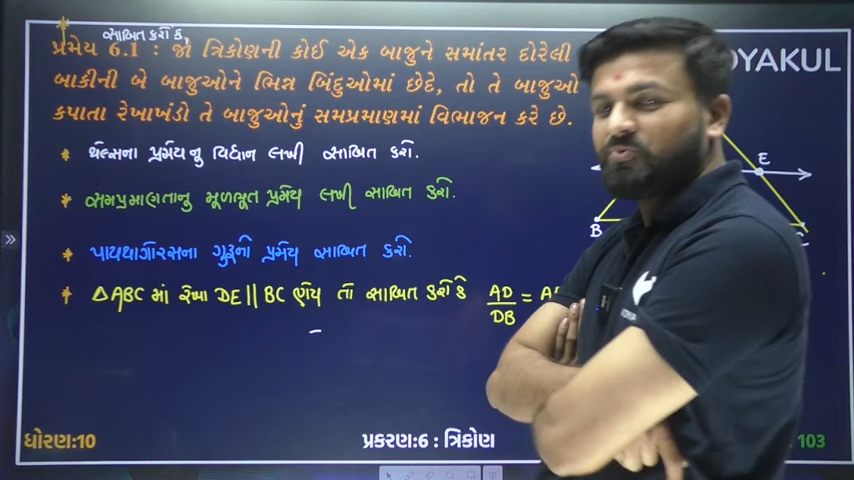 સાબિત કરો કે,
પ્રમેય 6.1 : જો ત્રિકોણની કોઈ એક બાજુને સમાંતર દોરેલી
બાકીની બે બાજુઓને ભિન્ન બિંદુઓમાં છેદે, તો તે બાજુઓ
કપાતા રેખાખંડો તે બાજુઓનું સમપ્રમાણમાં વિભાજન કરે છે.
* થેલ્સના પ્રમેયનુ વિધાન લખી સાબિત કરો.
* સમપ્રમાણતાનુ મૂળભૂત પ્રમેય લખી સાબિત કરો.
* પાયથાગોરસના ગુરૂનો પ્રમેય સાબિત કરો.
* △ABC માં રેખા DE || BC હોય તો સાબિત કરો કે AD/DB =
DYAKUL
E
B
C
ધોરણ:10
પ્રકરણ:6 : ત્રિકોણ
103